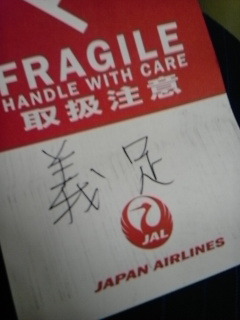 FRAGILE
HANDLE WITH CARE
取扱注意
義足
JAL
JAPAN AIRLINES